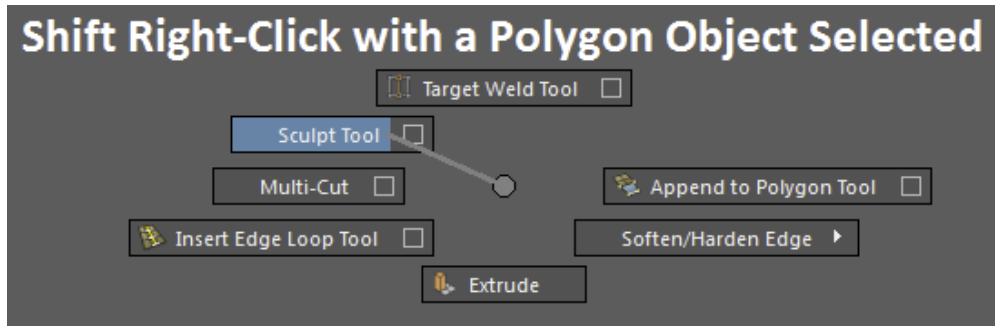 Shift Right-Click with a Polygon Object Selected
Target Weld Tool
Sculpt Tool
Multi-Cut
Append to Polygon Tool
Insert Edge Loop Tool
Soften/Harden Edge
Extrude